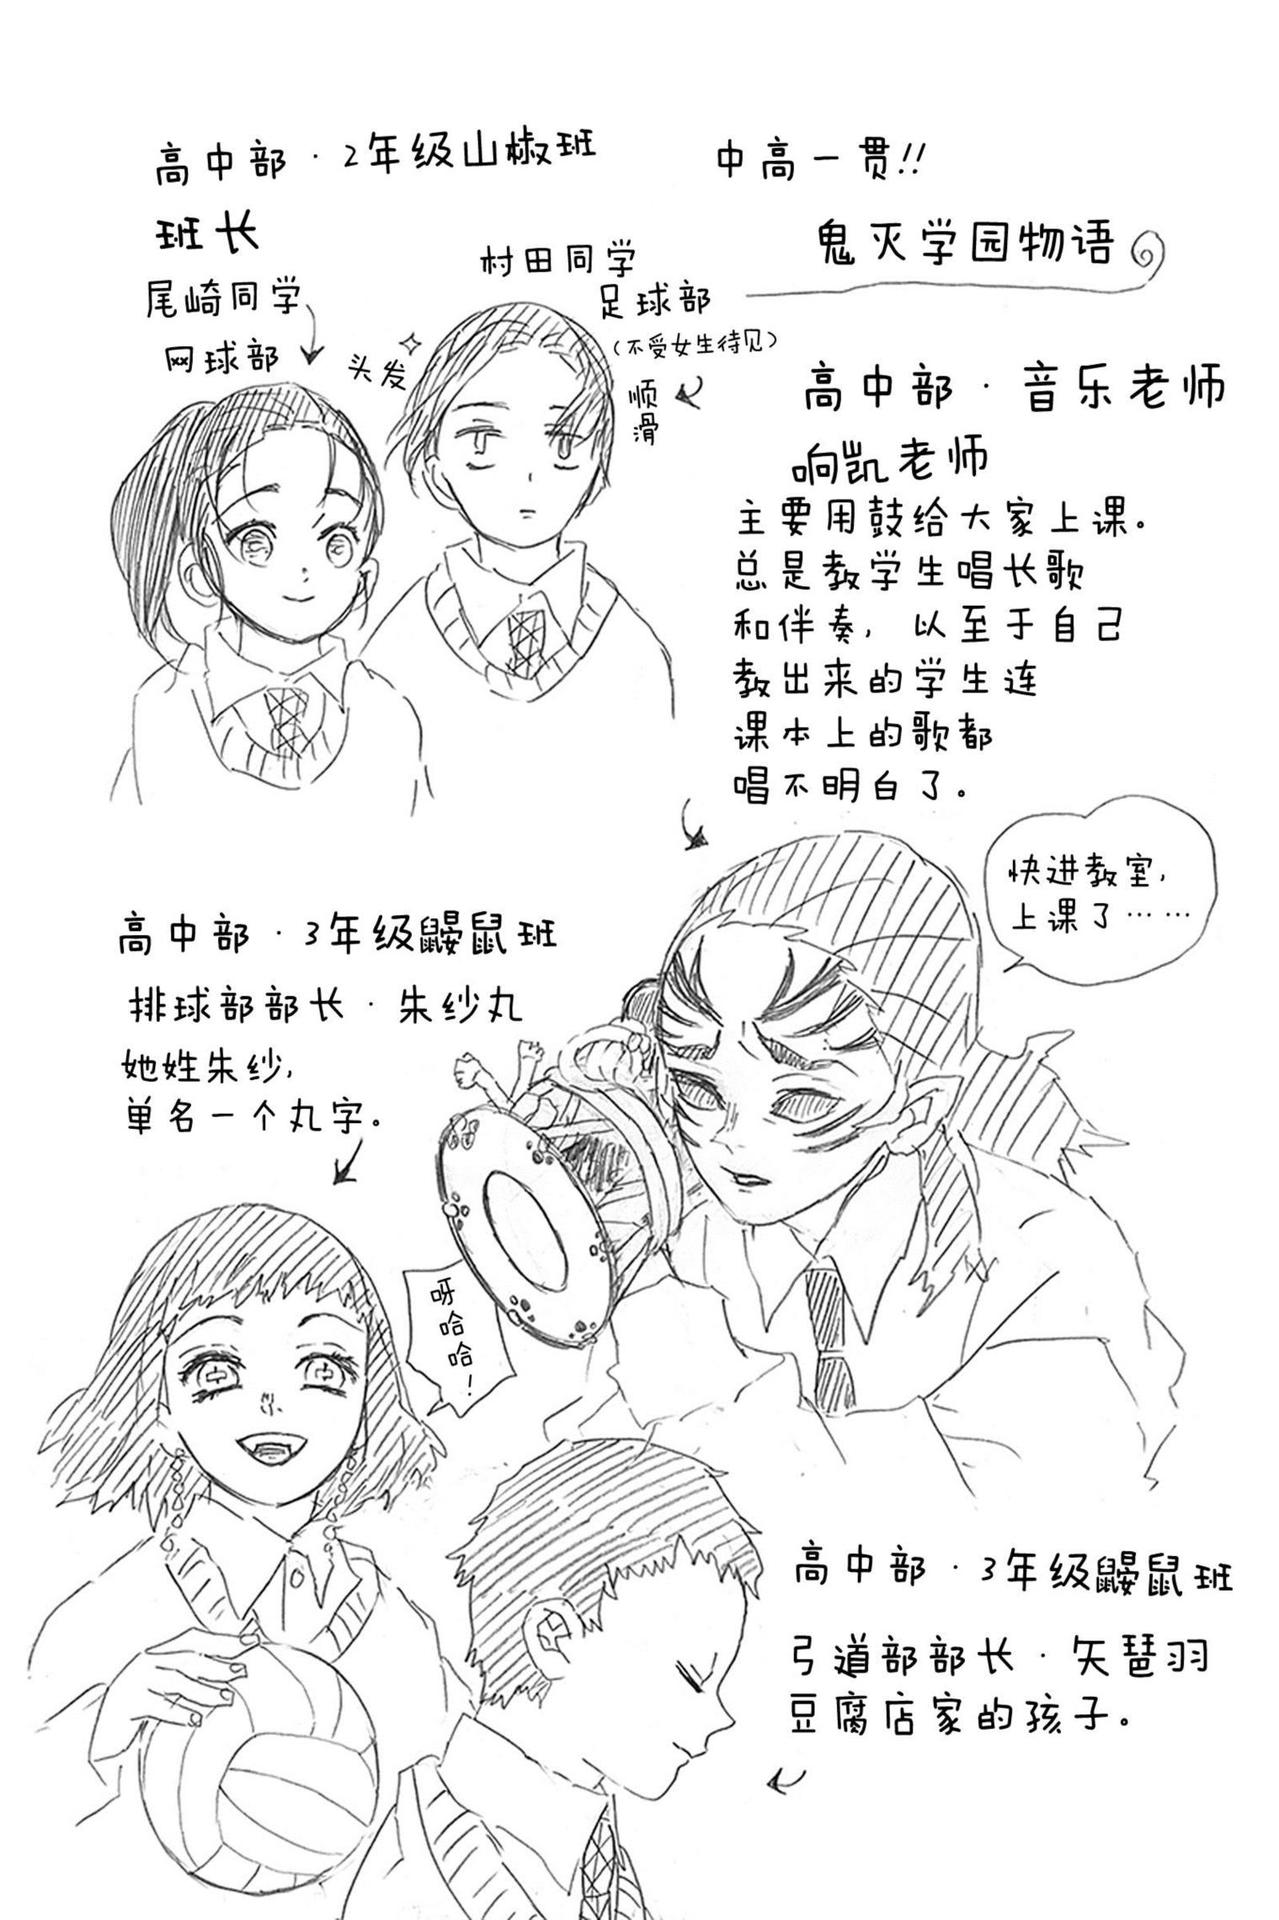 中高一贯!!
鬼灭学园物语
高中部·2年级山椒班
班长
尾崎同学
网球部
村田同学
足球部
（不受女生待见）
头发
顺滑
高中部·音乐老师
响凯老师
主要用鼓给大家上课。
总是教学生唱长歌
和伴奏，以至于自己
教出来的学生连
课本上的歌都
唱不明白了。
快进教室，
上课了……
高中部·3年级鼹鼠班
排球部部长·朱纱丸
她姓朱纱，
单名一个丸字。
呀
哈
哈！
高中部·3年级鼹鼠班
弓道部部长·矢琶羽
豆腐店家的孩子。